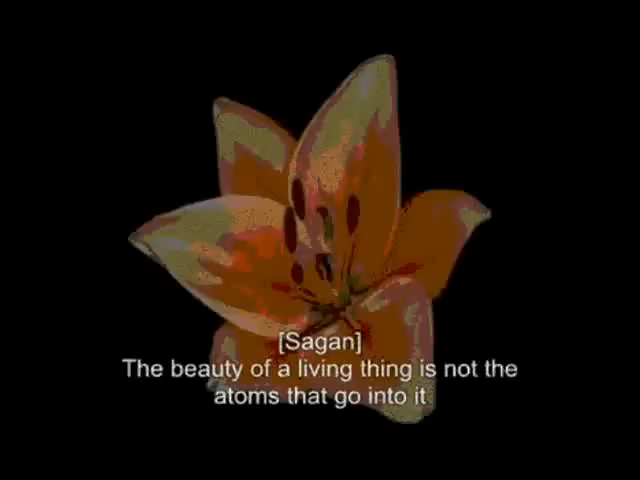 [Sagan]
The beauty of a living thing is not the
atoms that go into it